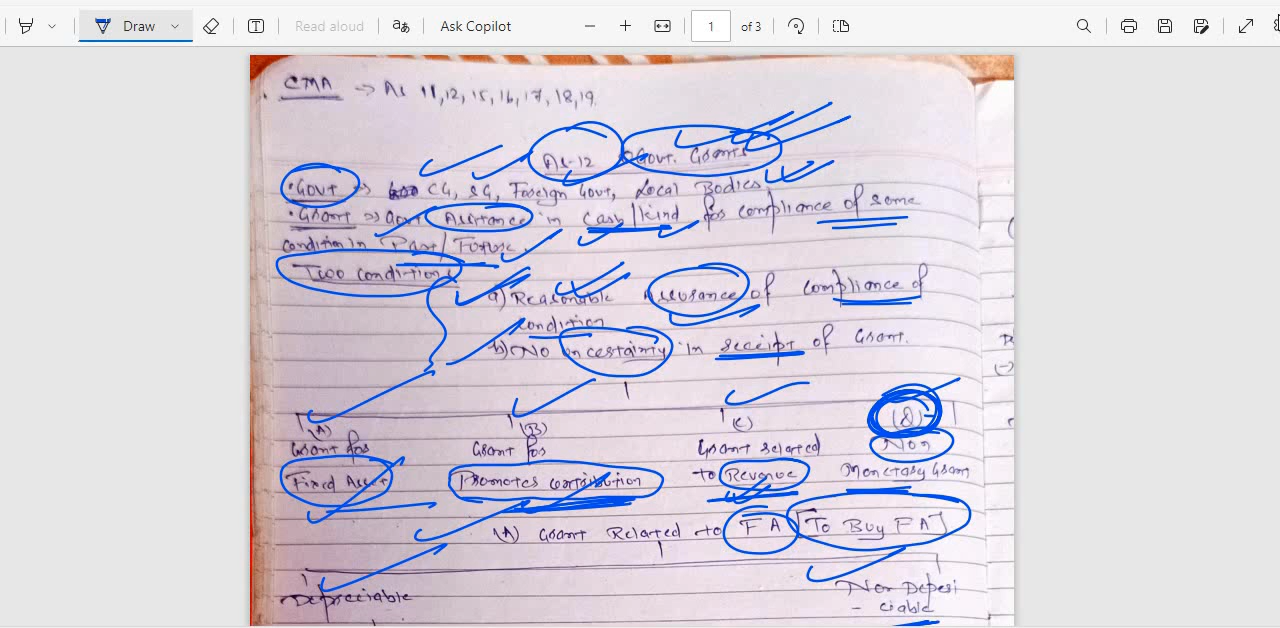 Draw
Read aloud
aあ
Ask Copilot
1
of 3
CMA → AS 11,12,15,16,17,18,19.
AS-12 Govt. Grants
• Govt → CG, SG, Foreign Govt, Local Bodies
• Grant → Govt Assistance in Cash/kind for compliance of some
condition in Past/Future.
Two conditions
a) Reasonable Assurance of compliance of
condition
b) No Uncertainty in receipt of Grant.
(A) (B) (C) (D)
Grant for Grant for Grant related Non
Fixed Asset Promoters contribution to Revenue Monetary Grant
(A) Grant Related to FA [To Buy FA]
Depreciable Non Depreciable